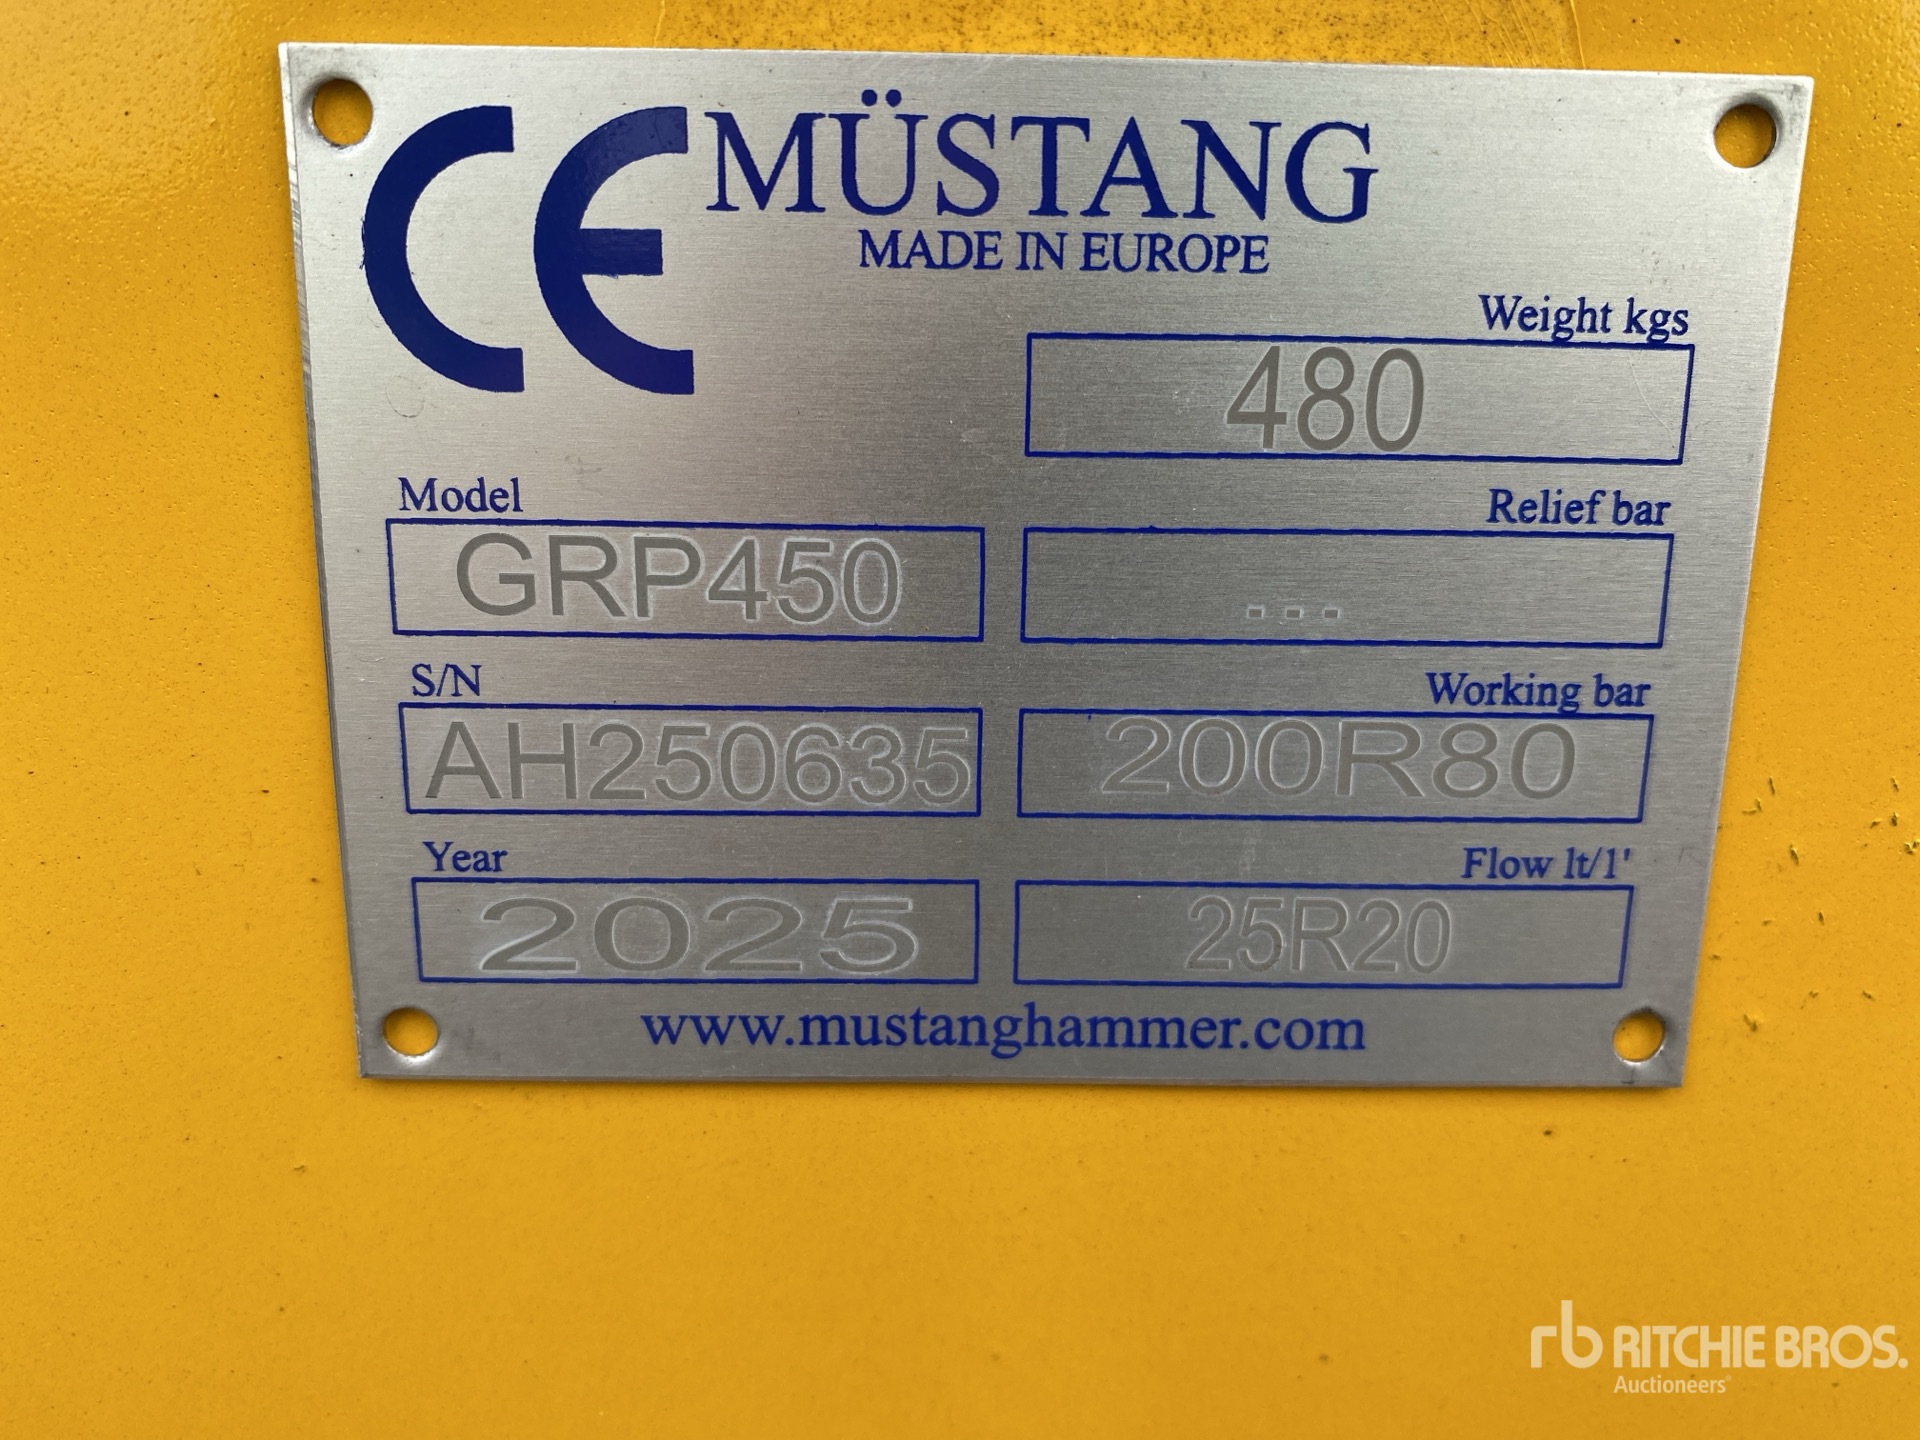 CE MÜSTANG
MADE IN EUROPE
Weight kgs
480
Model
GRP450
Relief bar
...
S/N
AH250635
Working bar
200R80
Year
2025
Flow lt/1'
25R20
www.mustanghammer.com
rb RITCHIE BROS.
Auctioneers